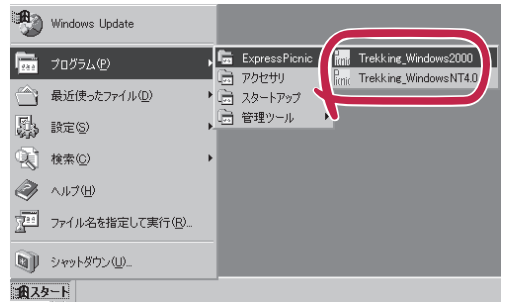 Windows Update
プログラム(P)
最近使ったファイル(D)
設定(S)
検索(C)
ヘルプ(H)
ファイル名を指定して実行(R)...
シャットダウン(U)...
スタート
ExpressPicnic
アクセサリ
スタートアップ
管理ツール
Trekking_Windows2000
Trekking_WindowsNT4.0